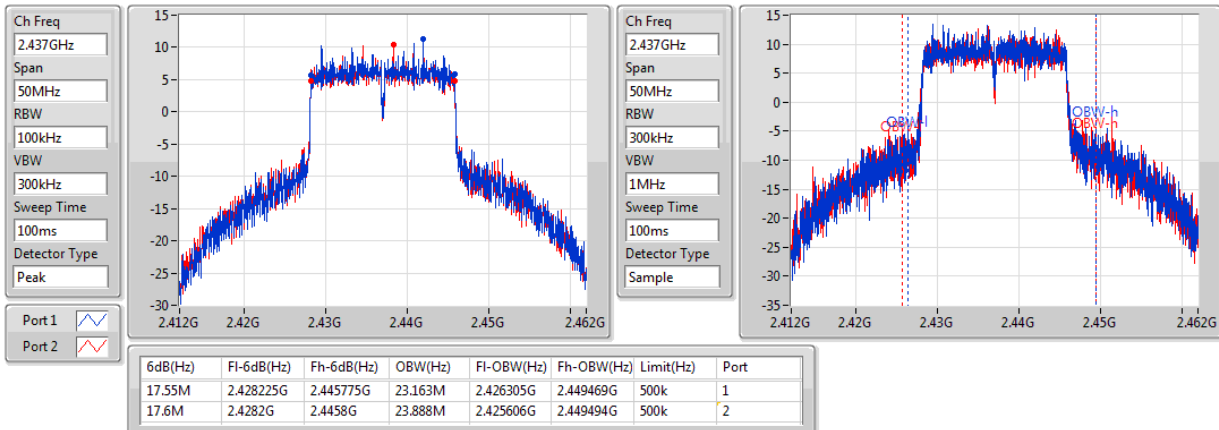 Ch Freq
2.437GHz
Span
50MHz
RBW
100kHz
VBW
300kHz
Sweep Time
100ms
Detector Type
Peak
Port 1
Port 2
15
10
5
0
-5
-10
-15
-20
-25
-30
2.412G 2.42G 2.43G 2.44G 2.45G 2.462G
Ch Freq
2.437GHz
Span
50MHz
RBW
300kHz
VBW
1MHz
Sweep Time
100ms
Detector Type
Sample
15
10
5
0
-5
-10
-15
-20
-25
-30
-35
OBW-l
OBW-h
OBW-h
2.412G 2.42G 2.43G 2.44G 2.45G 2.462G
6dB(Hz) Fl-6dB(Hz) Fh-6dB(Hz) OBW(Hz) Fl-OBW(Hz) Fh-OBW(Hz) Limit(Hz) Port
17.55M 2.428225G 2.445775G 23.163M 2.426305G 2.449469G 500k 1
17.6M 2.4282G 2.4458G 23.888M 2.425606G 2.449494G 500k 2